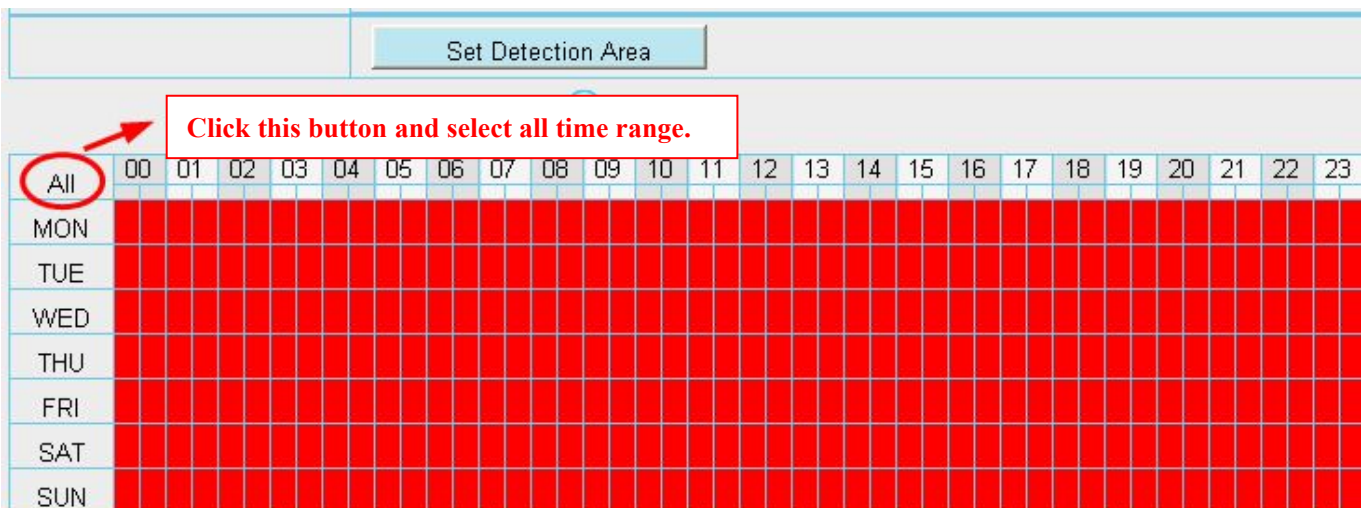 Set Detection Area
Click this button and select all time range.
All 00 01 02 03 04 05 06 07 08 09 10 11 12 13 14 15 16 17 18 19 20 21 22 23
MON
TUE
WED
THU
FRI
SAT
SUN